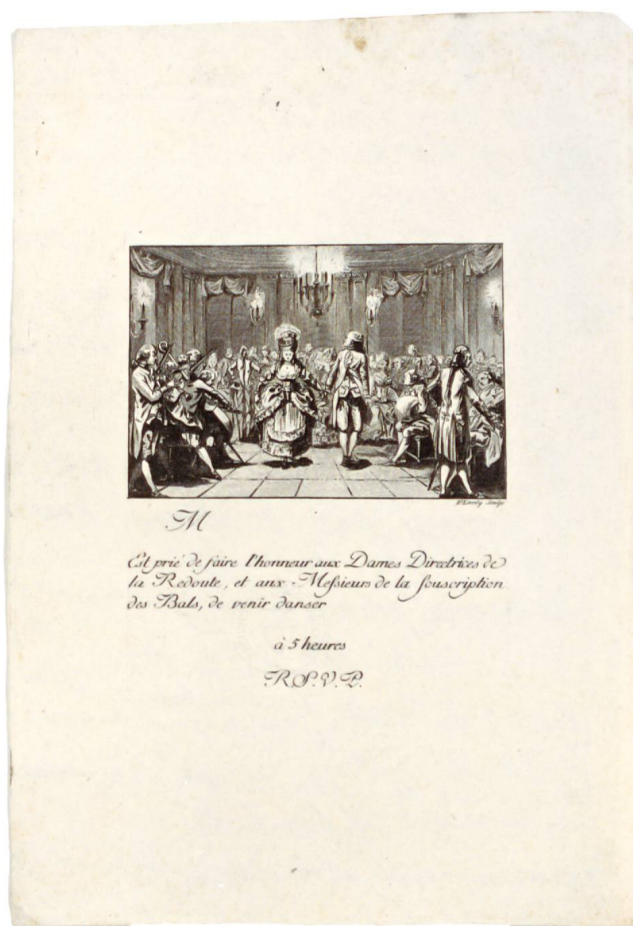 M
Est prié de faire l'honneur aux Dames Directrices de
la Redoute, et aux Messieurs de la Souscription
des Bals, de venir danser
à 5 heures
R.S.V.P.